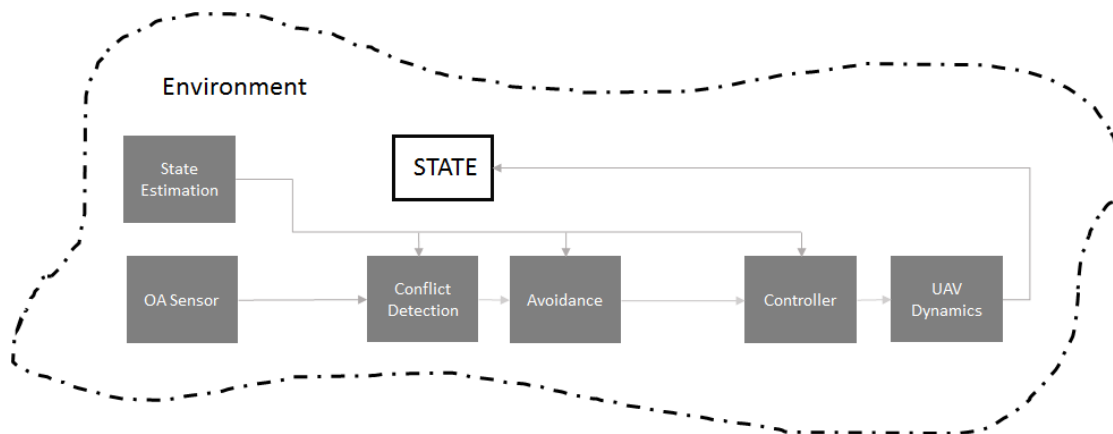 Environment
State
Estimation
STATE
OA Sensor
Conflict
Detection
Avoidance
Controller
UAV
Dynamics